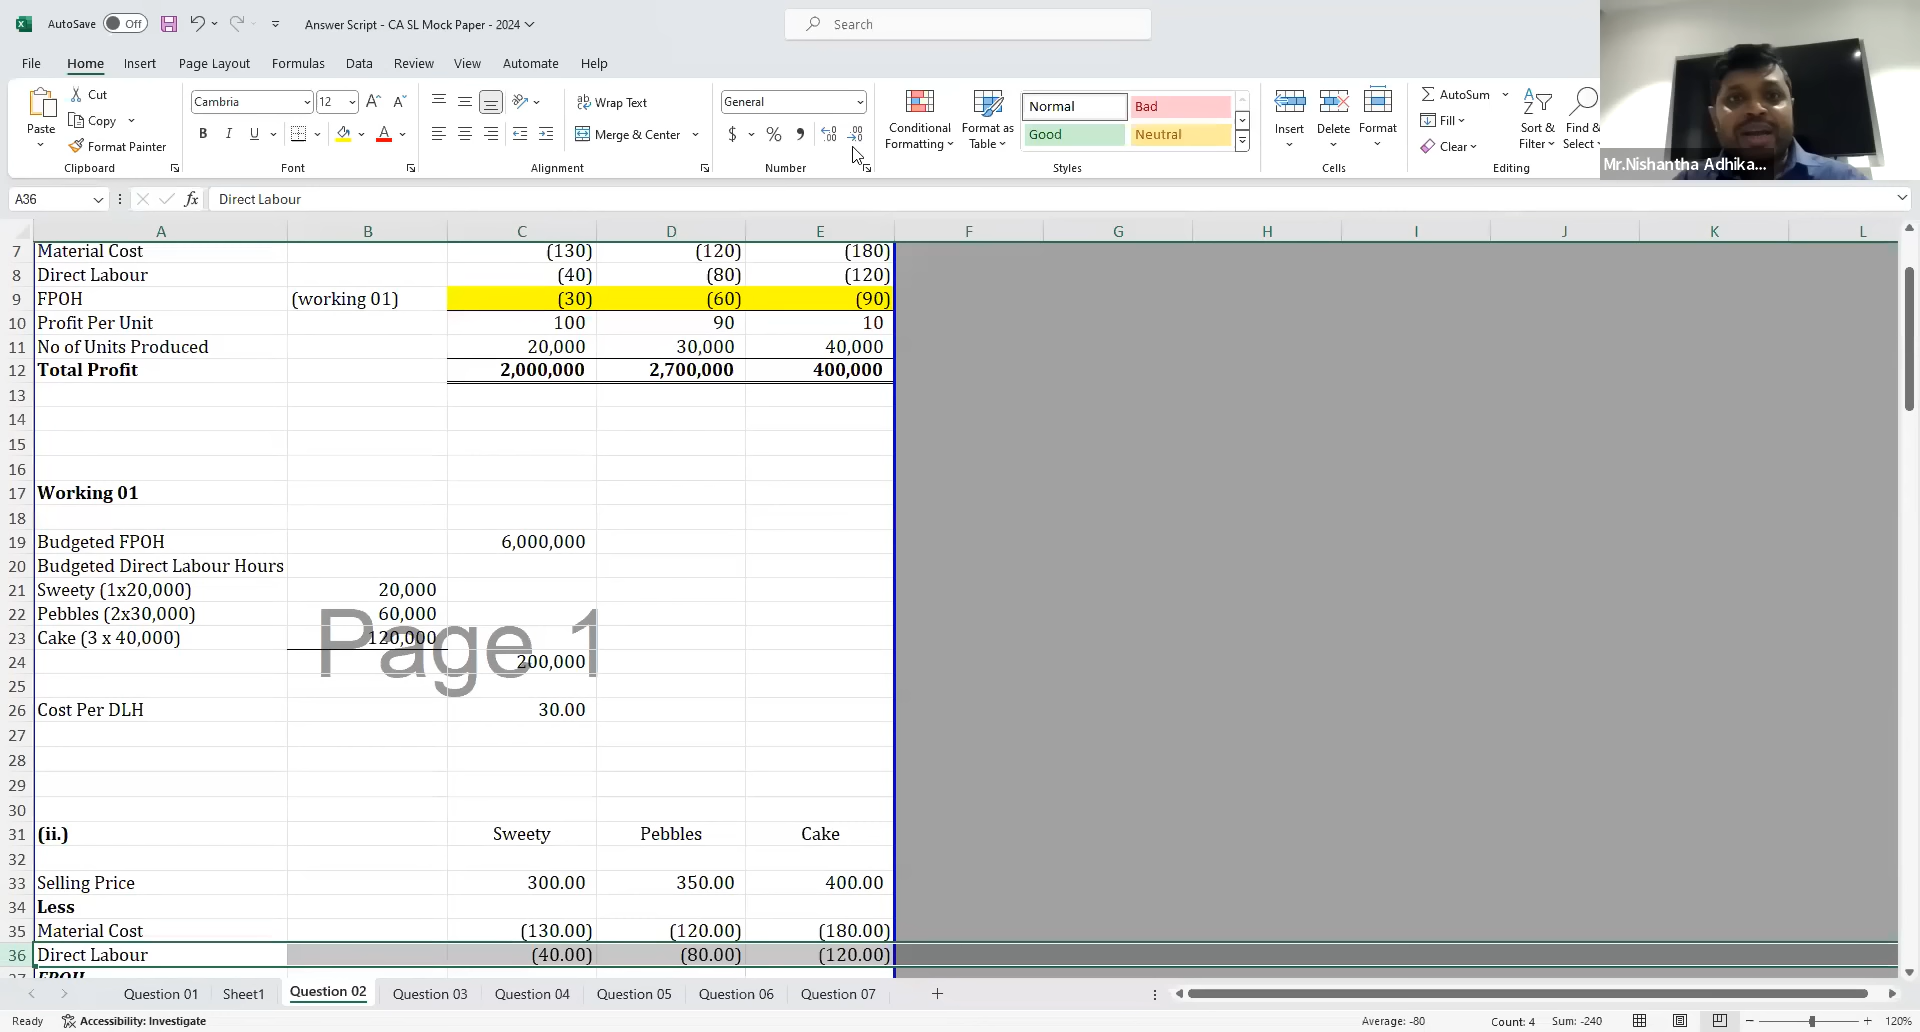 AutoSave Off Answer Script - CA SL Mock Paper - 2024 Search
File Home Insert Page Layout Formulas Data Review View Automate Help
Cut
Copy
Format Painter
Paste
Clipboard
Cambria 12
B I U A
Font
Wrap Text
Merge & Center
Alignment
General
$ % ,
Number
Conditional Formatting
Format as Table
Normal Bad
Good Neutral
Styles
Insert Delete Format
Cells
AutoSum
Fill
Clear
Sort & Filter
Find & Select
Editing
Mr.Nishantha Adhika...
A36 fx Direct Labour
A B C D E F G H I J K L
7 Material Cost (130) (120) (180)
8 Direct Labour (40) (80) (120)
9 FPOH (working 01) (30) (60) (90)
10 Profit Per Unit 100 90 10
11 No of Units Produced 20,000 30,000 40,000
12 Total Profit 2,000,000 2,700,000 400,000
13
14
15
16
17 Working 01
18
19 Budgeted FPOH 6,000,000
20 Budgeted Direct Labour Hours
21 Sweety (1x20,000) 20,000
22 Pebbles (2x30,000) 60,000
23 Cake (3 x 40,000) 120,000
Page 1
24 200,000
25
26 Cost Per DLH 30.00
27
28
29
30
31 (ii.) Sweety Pebbles Cake
32
33 Selling Price 300.00 350.00 400.00
34 Less
35 Material Cost (130.00) (120.00) (180.00)
36 Direct Labour (40.00) (80.00) (120.00)
37 FPOH
Question 01 Sheet1 Question 02 Question 03 Question 04 Question 05 Question 06 Question 07
Ready Accessibility: Investigate Average: -80 Count: 4 Sum: -240 120%